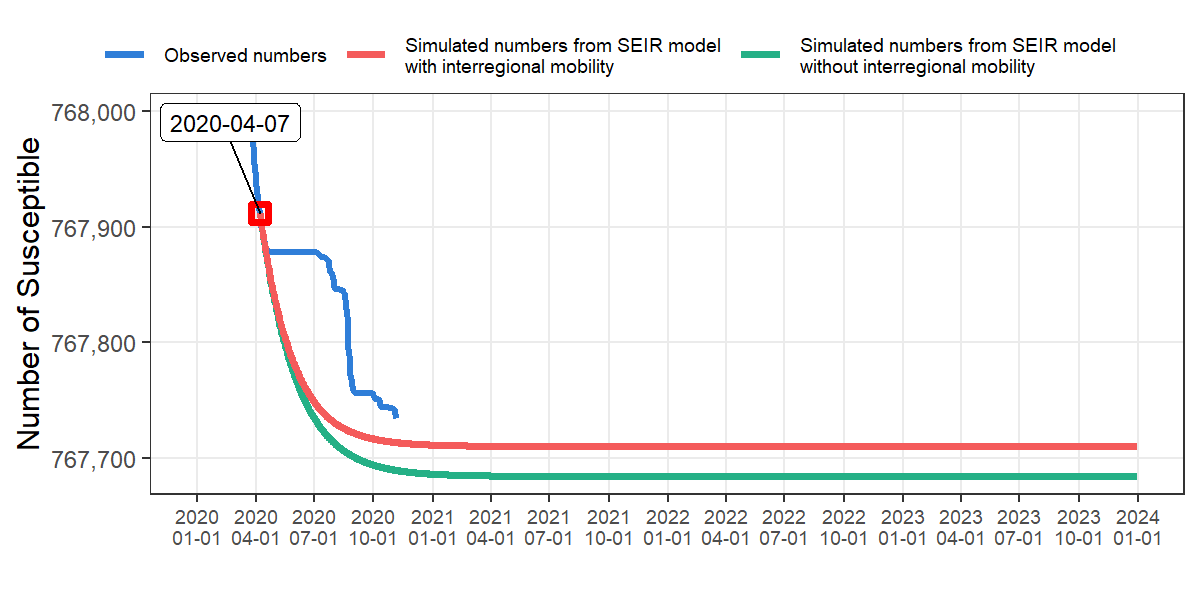 Observed numbers
Simulated numbers from SEIR model
with interregional mobility
Simulated numbers from SEIR model
without interregional mobility
Number of Susceptible
768,000
767,900
767,800
767,700
2020-04-07
2020 2020 2020 2020 2021 2021 2021 2021 2022 2022 2022 2022 2023 2023 2023 2023 2024
01-01 04-01 07-01 10-01 01-01 04-01 07-01 10-01 01-01 04-01 07-01 10-01 01-01 04-01 07-01 10-01 01-01